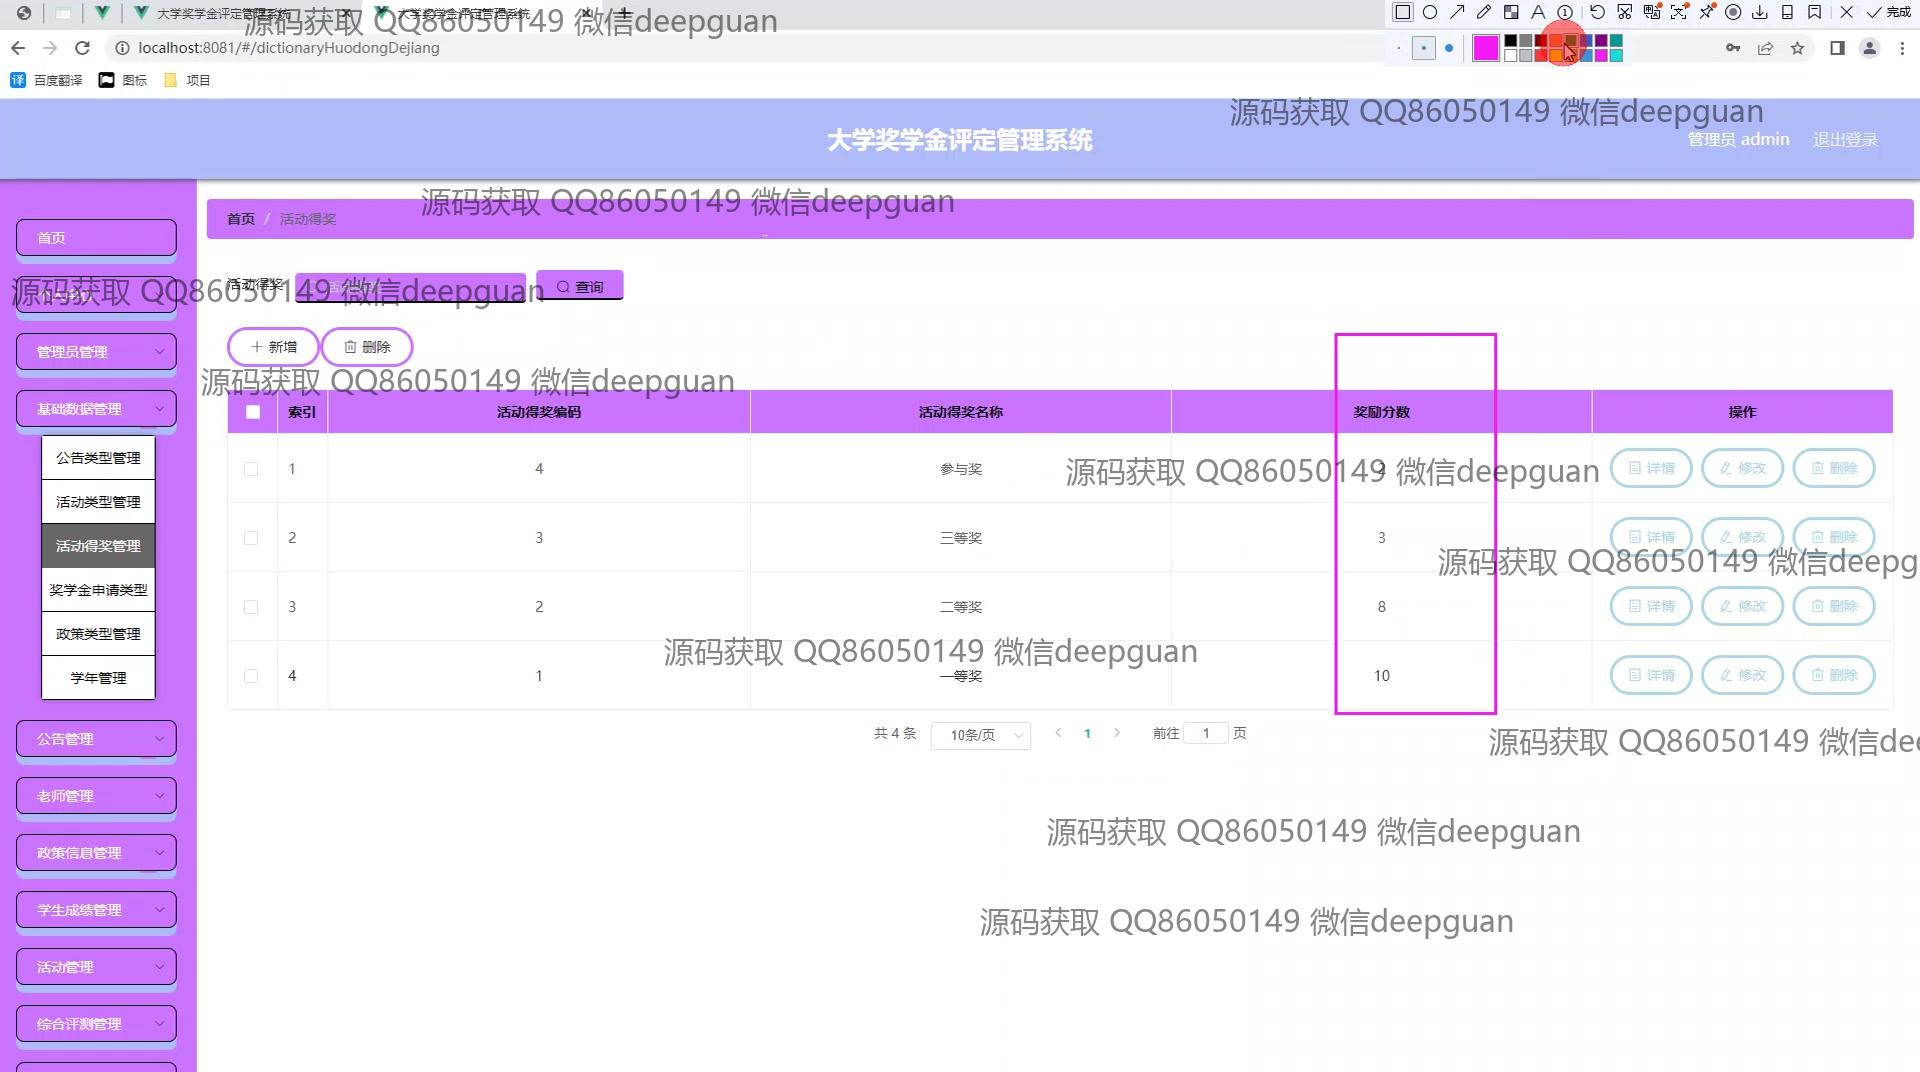 大学奖学金评定管理系统
大学奖学金评定管理系统
完成
localhost:8081/#/dictionaryHuodongDejiang
百度翻译
图标
项目
源码获取 QQ86050149 微信deepguan
源码获取 QQ86050149 微信deepguan
大学奖学金评定管理系统
管理员 admin
退出登录
源码获取 QQ86050149 微信deepguan
首页 / 活动得奖
首页
源码获取 QQ86050149 微信deepguan
活动得奖
查询
管理员管理
新增
删除
源码获取 QQ86050149 微信deepguan
基础数据管理
公告类型管理
活动类型管理
活动得奖管理
奖学金申请类型
政策类型管理
学年管理
公告管理
老师管理
政策信息管理
学生成绩管理
活动管理
综合评测管理
索引 活动得奖编码 活动得奖名称 奖励分数 操作
1 4 参与奖 2 详情 修改 删除
源码获取 QQ86050149 微信deepguan
2 3 三等奖 3 详情 修改 删除
源码获取 QQ86050149 微信deepg
3 2 二等奖 8 详情 修改 删除
源码获取 QQ86050149 微信deepguan
4 1 一等奖 10 详情 修改 删除
共 4 条 10条/页 1 前往 1 页
源码获取 QQ86050149 微信dee
源码获取 QQ86050149 微信deepguan
源码获取 QQ86050149 微信deepguan